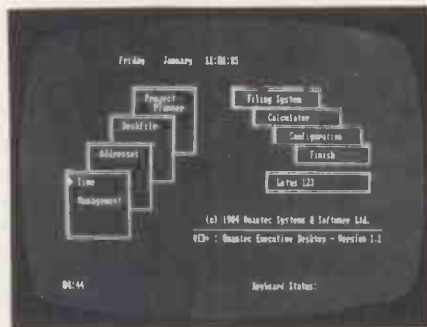 Friday January 11:08:05
Project
Planner
Deskfile
Addresses
Time
Management
Filing System
Calculator
Configuration
Finish
Lotus 123
(c) 1984 Quantec Systems & Software Ltd.
QED+ : Quantec Executive Desktop - Version 1.1
04:44
Keyboard Status: